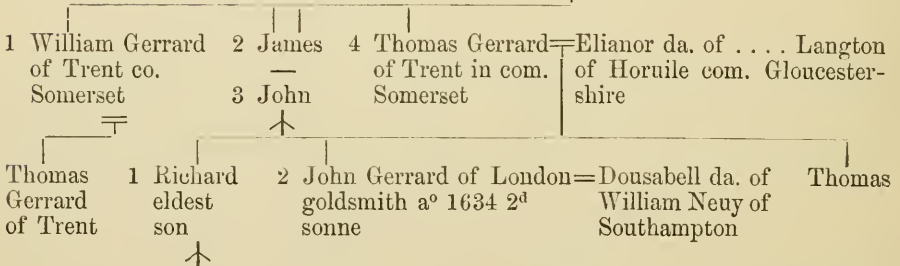 1 William Gerrard
of Trent co.
Somerset
2 James
3 John
4 Thomas Gerrard=Elianor da. of .... Langton
of Trent in com.
Somerset
of Hornile com. Gloucester-
shire
Thomas
Gerrard
of Trent
1 Richard
eldest
son
2 John Gerrard of London=Dousabell da. of
goldsmith aº 1634 2ᵈ
sonne
William Neuy of
Southampton
Thomas